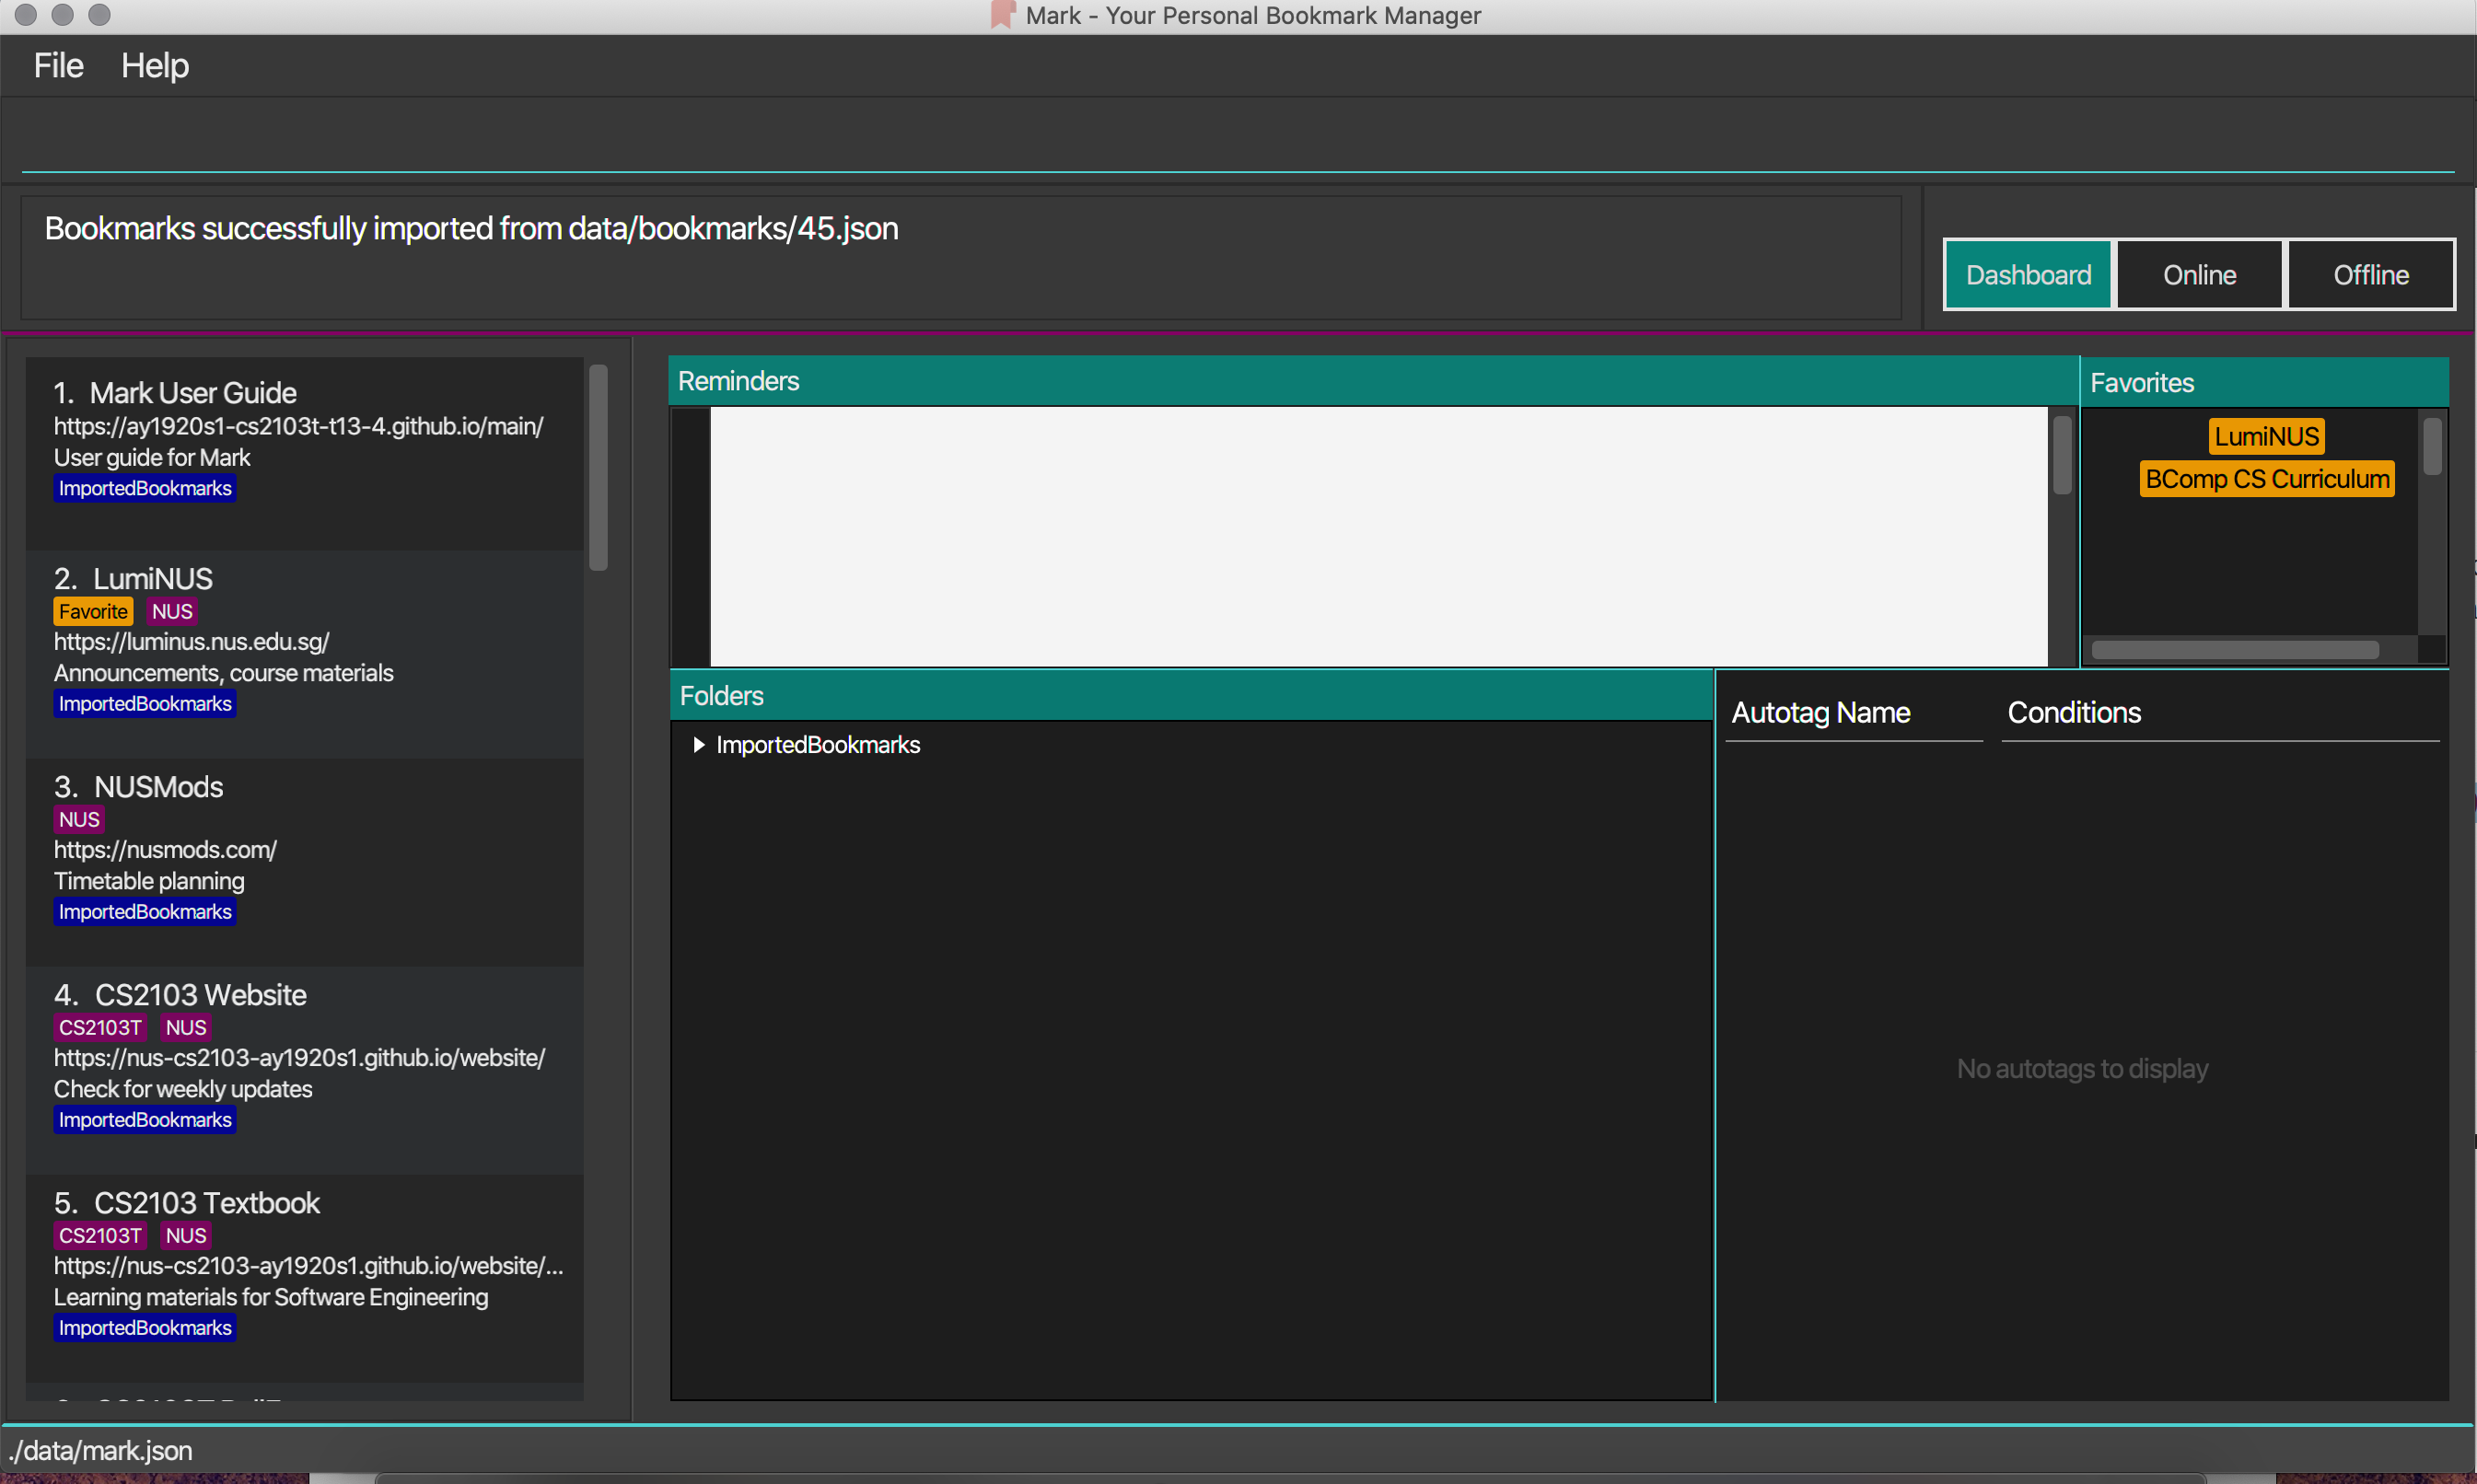 Mark - Your Personal Bookmark Manager
File Help
Bookmarks successfully imported from data/bookmarks/45.json
Dashboard Online Offline
1. Mark User Guide
https://ay1920s1-cs2103t-t13-4.github.io/main/
User guide for Mark
ImportedBookmarks
2. LumiNUS
Favorite NUS
https://luminus.nus.edu.sg/
Announcements, course materials
ImportedBookmarks
3. NUSMods
NUS
https://nusmods.com/
Timetable planning
ImportedBookmarks
4. CS2103 Website
CS2103T NUS
https://nus-cs2103-ay1920s1.github.io/website/
Check for weekly updates
ImportedBookmarks
5. CS2103 Textbook
CS2103T NUS
https://nus-cs2103-ay1920s1.github.io/website/...
Learning materials for Software Engineering
ImportedBookmarks
Reminders
Favorites
LumiNUS
BComp CS Curriculum
Folders
ImportedBookmarks
Autotag Name Conditions
No autotags to display
./data/mark.json